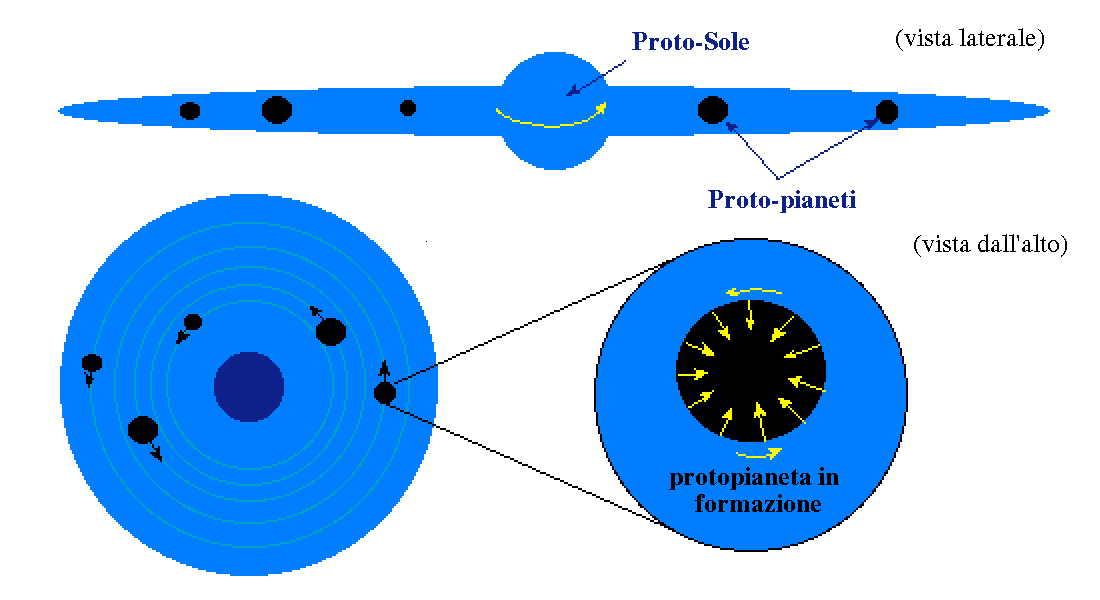 (vista laterale)
Proto-Sole
Proto-pianeti
(vista dall'alto)
protopianeta in
formazione